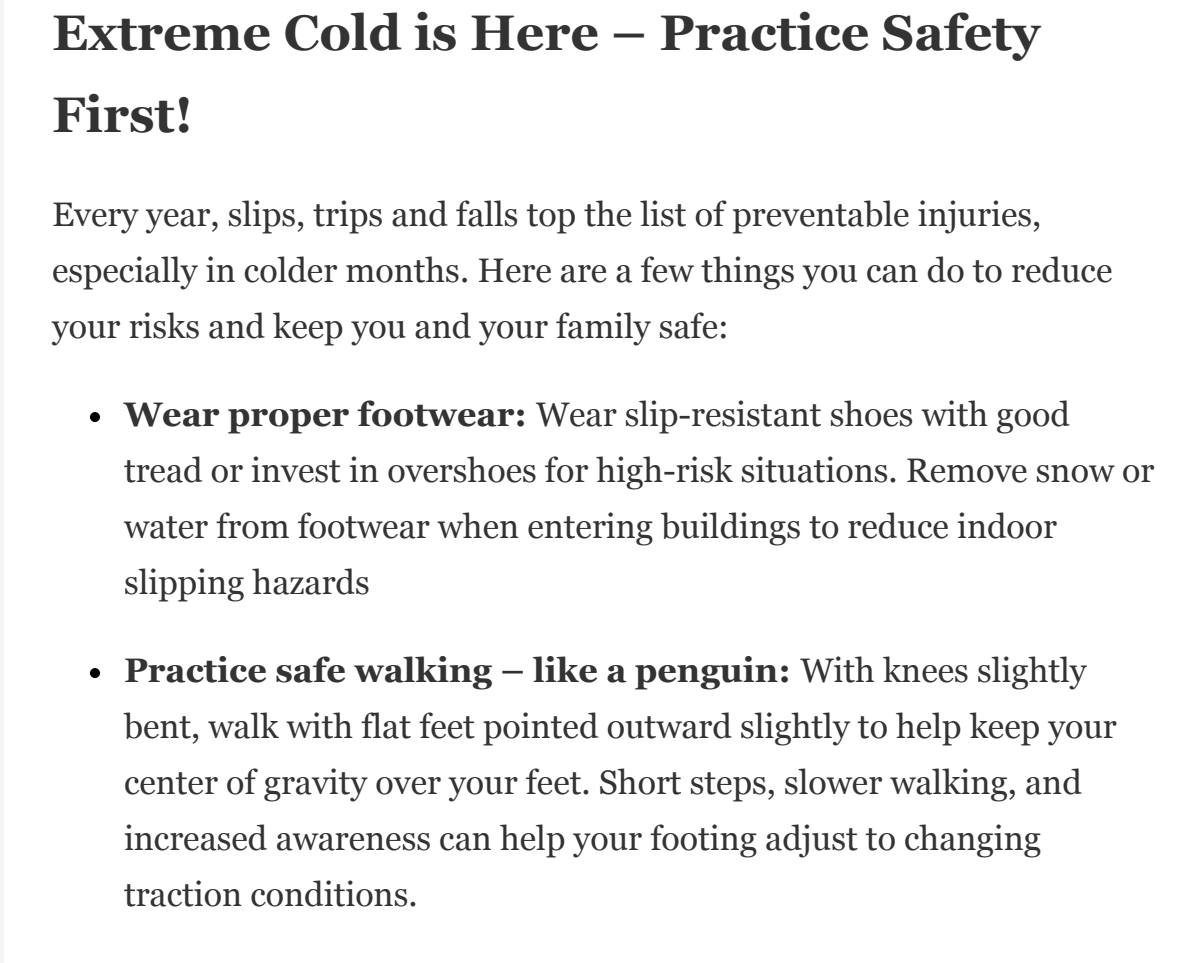 Extreme Cold is Here – Practice Safety
First!
Every year, slips, trips and falls top the list of preventable injuries,
especially in colder months. Here are a few things you can do to reduce
your risks and keep you and your family safe:
• Wear proper footwear: Wear slip-resistant shoes with good
tread or invest in overshoes for high-risk situations. Remove snow or
water from footwear when entering buildings to reduce indoor
slipping hazards
• Practice safe walking – like a penguin: With knees slightly
bent, walk with flat feet pointed outward slightly to help keep your
center of gravity over your feet. Short steps, slower walking, and
increased awareness can help your footing adjust to changing
traction conditions.